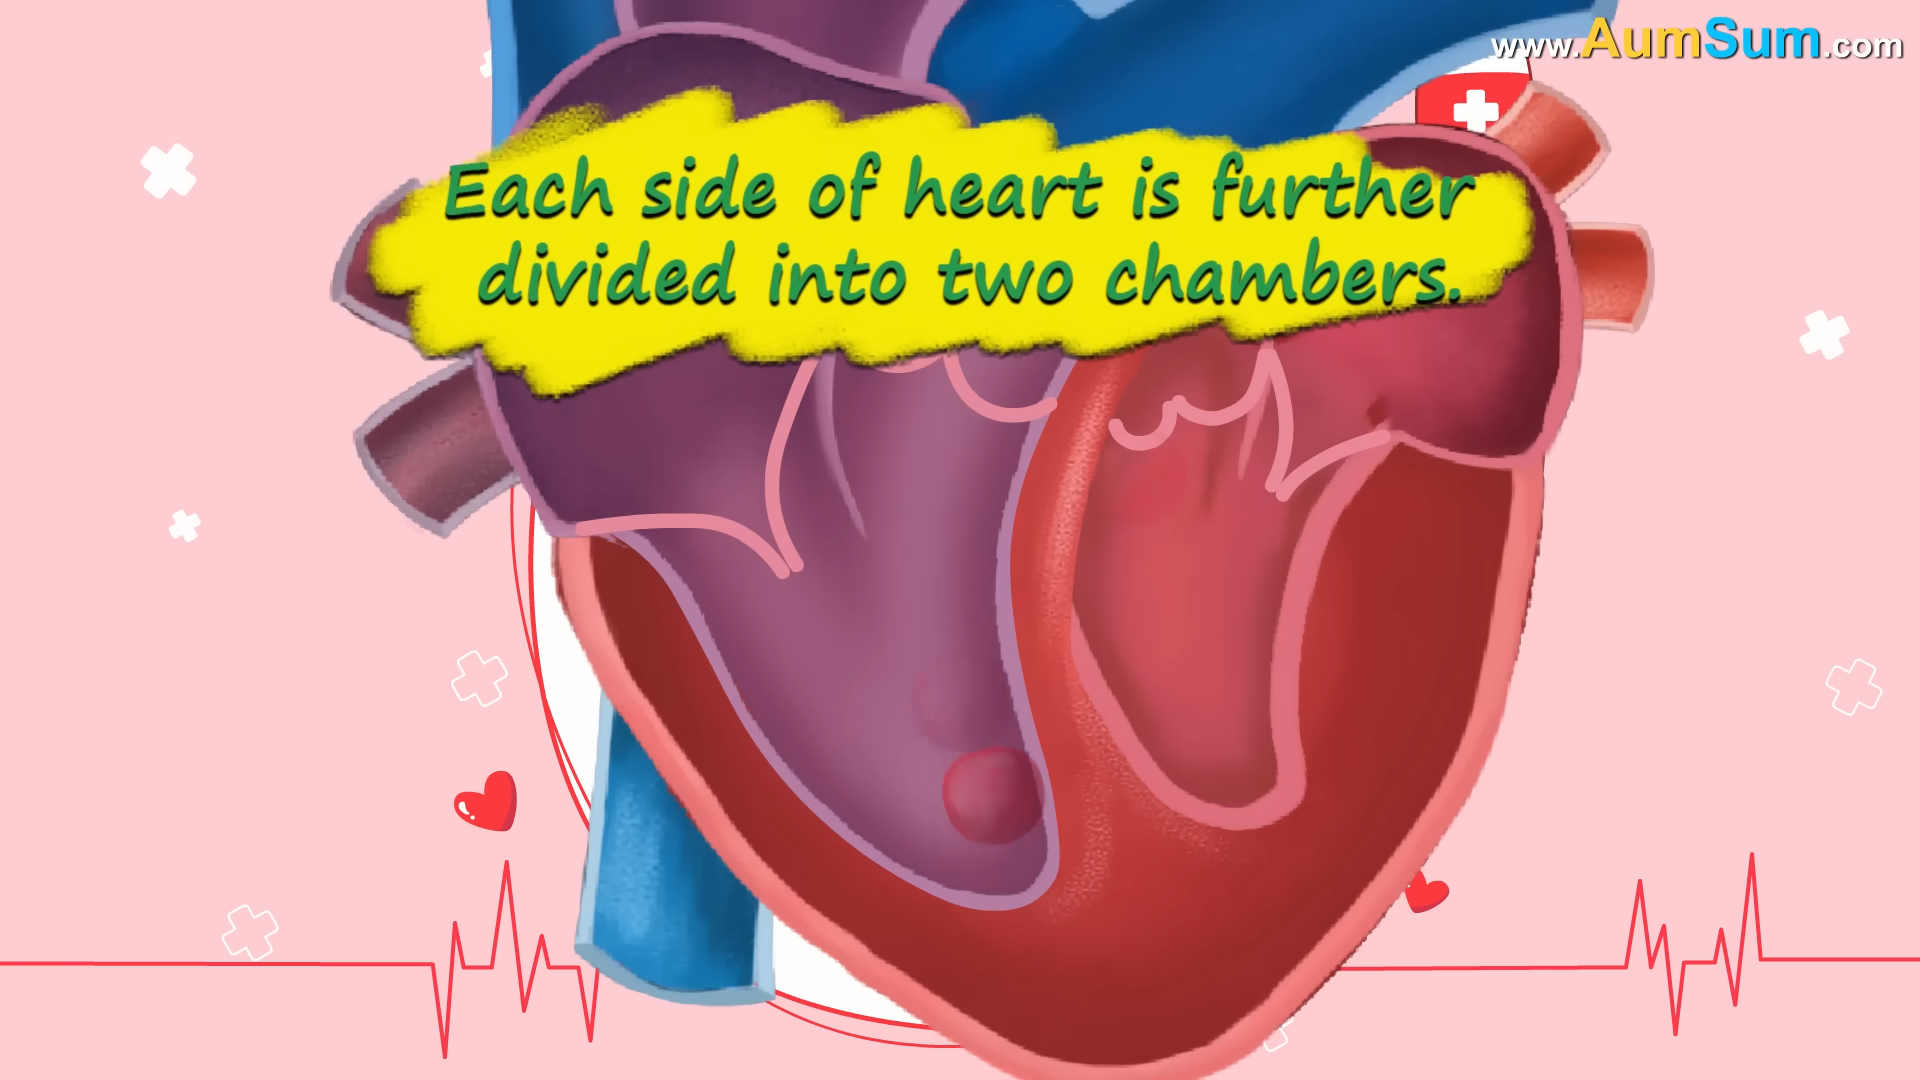 www.AumSum.com
Each side of heart is further
divided into two chambers.